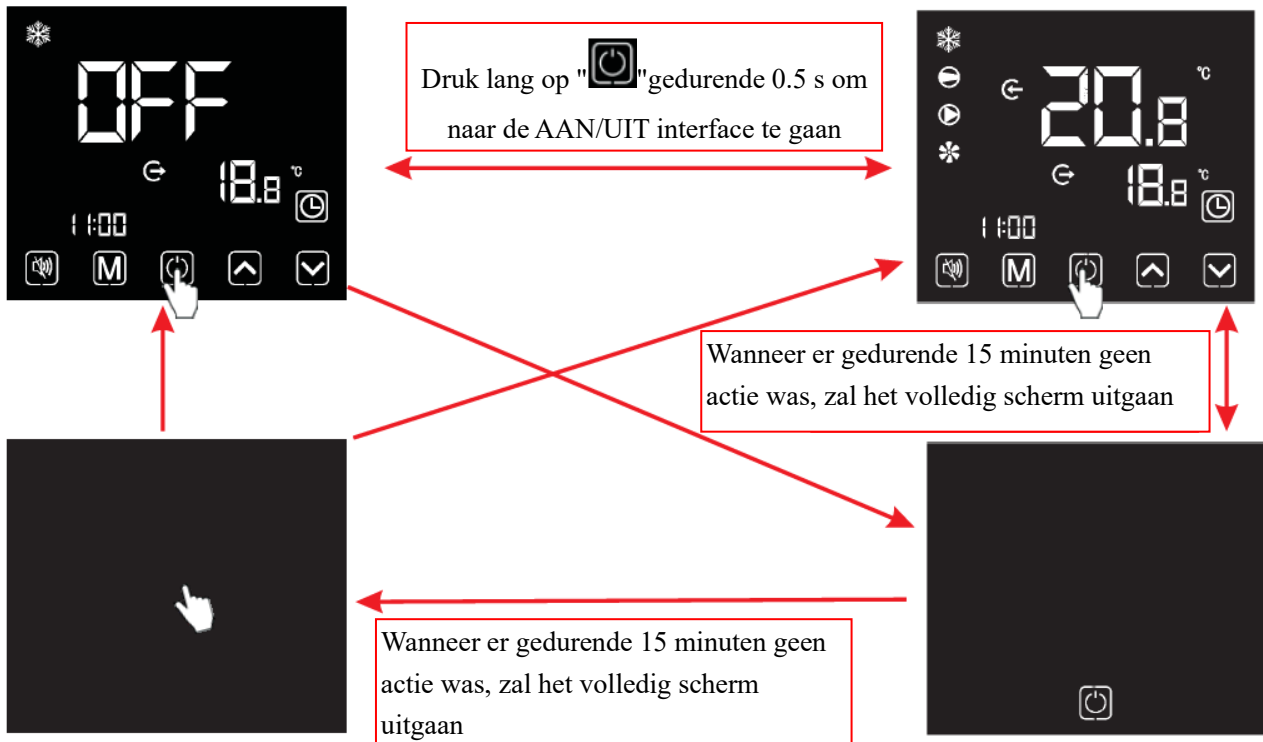 OFF
18.8 °C
11:00
M
Druk lang op " "gedurende 0.5 s om
naar de AAN/UIT interface te gaan
20.8 °C
18.8 °C
11:00
M
Wanneer er gedurende 15 minuten geen
actie was, zal het volledig scherm uitgaan
Wanneer er gedurende 15 minuten geen
actie was, zal het volledig scherm
uitgaan